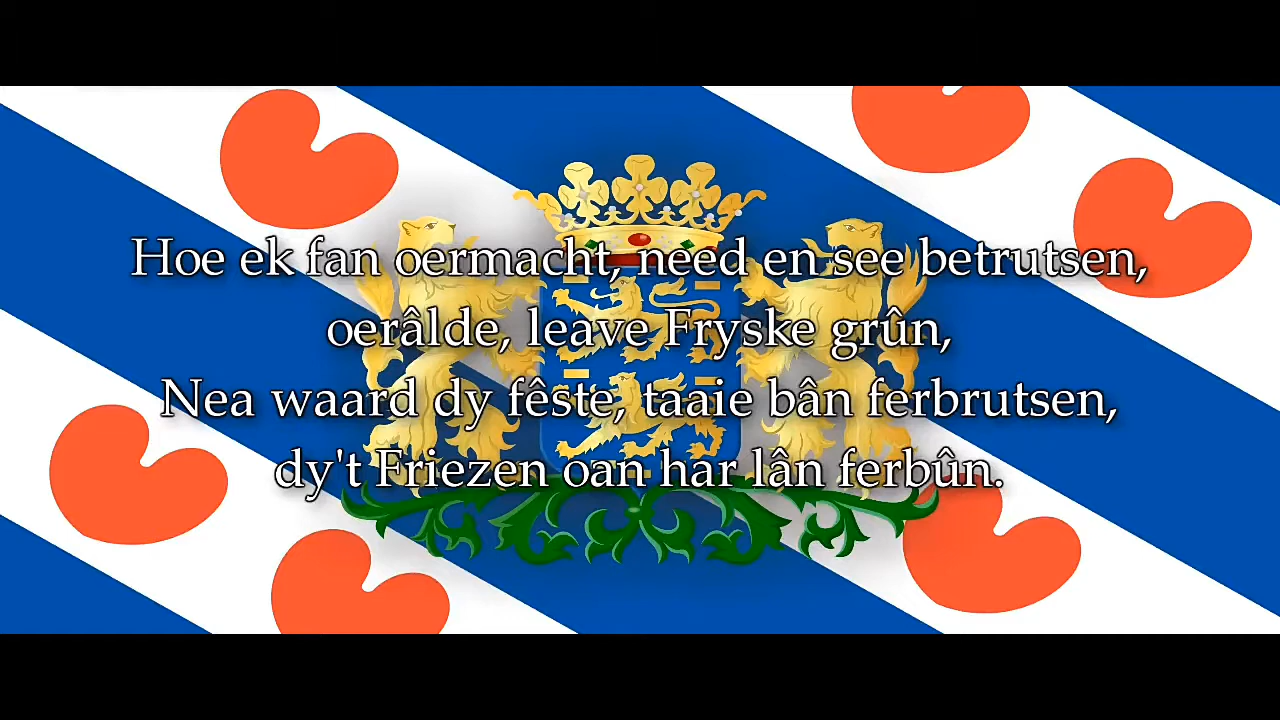 Hoe ek fan oermacht, need en see betrutsen,
oerâlde, leave Fryske grûn,
Nea waard dy fêste, taaie bân ferbrutsen,
dy't Friezen oan har lân ferbûn.